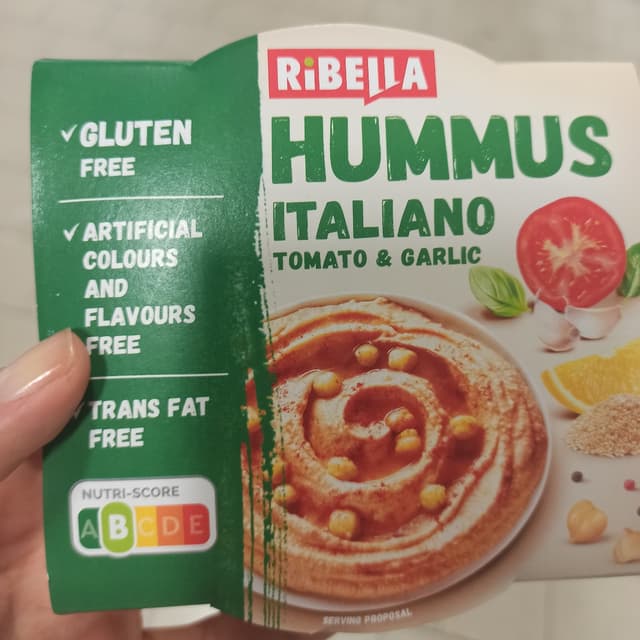 RiBELLA
HUMMUS
ITALIANO
TOMATO & GARLIC
GLUTEN
FREE
ARTIFICIAL
COLOURS
AND
FLAVOURS
FREE
TRANS FAT
FREE
NUTRI-SCORE
A B C D E
SERVING PROPOSAL